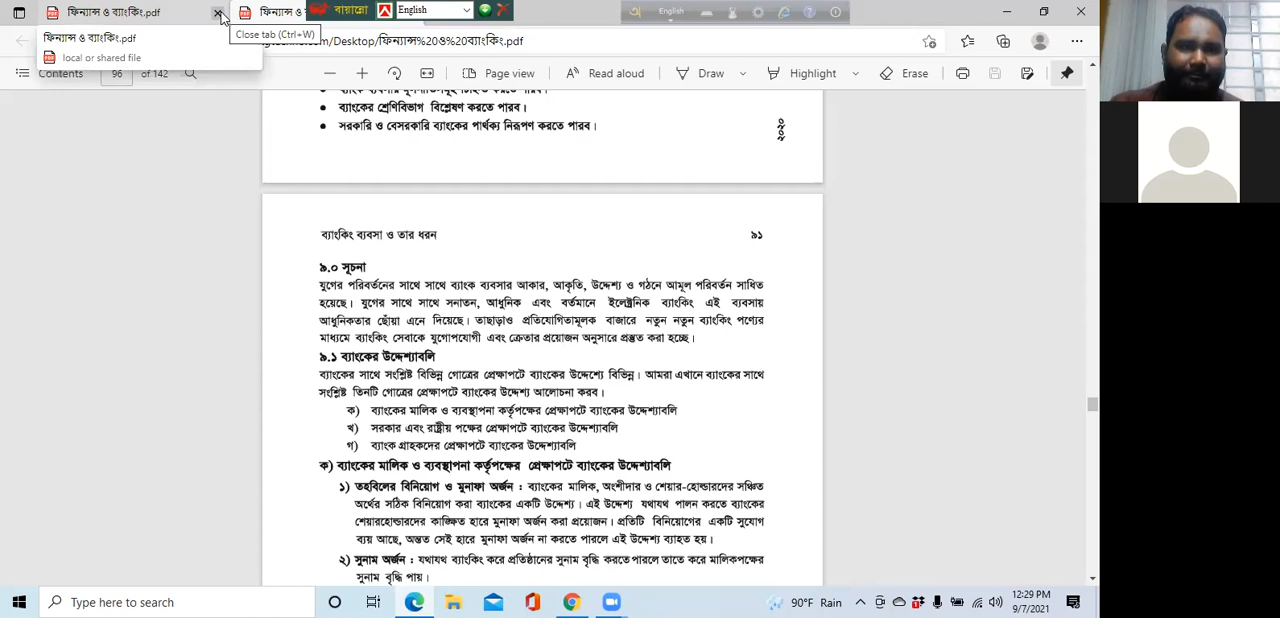 ফিন্যান্স ও ব্যাংকিং.pdf
ফিন্যান্স ও
বায়ান্নো
English
English
ফিন্যান্স ও ব্যাংকিং.pdf
Close tab (Ctrl+W)
/Desktop/ফিন্যান্স%20ও%20ব্যাংকিং.pdf
local or shared file
Contents
96
of 142
Page view
Read aloud
Draw
Highlight
Erase
ব্যাংকের শ্রেণিবিভাগ বিশ্লেষণ করতে পারব।
সরকারি ও বেসরকারি ব্যাংকের পার্থক্য নিরূপণ করতে পারব।
২০২০
ব্যাংকিং ব্যবসা ও তার ধরন
৯১
৯.০ সূচনা
যুগের পরিবর্তনের সাথে সাথে ব্যাংক ব্যবসার আকার, আকৃতি, উদ্দেশ্য ও গঠনে আমূল পরিবর্তন সাধিত
হয়েছে। যুগের সাথে সাথে সনাতন, আধুনিক এবং বর্তমানে ইলেক্ট্রনিক ব্যাংকিং এই ব্যবসায়
আধুনিকতার ছোঁয়া এনে দিয়েছে। তাছাড়াও প্রতিযোগিতামূলক বাজারে নতুন নতুন ব্যাংকিং পণ্যের
মাধ্যমে ব্যাংকিং সেবাকে যুগোপযোগী এবং ক্রেতার প্রয়োজন অনুসারে প্রস্তুত করা হচ্ছে।
৯.১ ব্যাংকের উদ্দেশ্যাবলি
ব্যাংকের সাথে সংশ্লিষ্ট বিভিন্ন গোত্রের প্রেক্ষাপটে ব্যাংকের উদ্দেশ্যে বিভিন্ন। আমরা এখানে ব্যাংকের সাথে
সংশ্লিষ্ট তিনটি গোত্রের প্রেক্ষাপটে ব্যাংকের উদ্দেশ্য আলোচনা করব।
ক) ব্যাংকের মালিক ও ব্যবস্থাপনা কর্তৃপক্ষের প্রেক্ষাপটে ব্যাংকের উদ্দেশ্যাবলি
খ) সরকার এবং রাষ্ট্রীয় পক্ষের প্রেক্ষাপটে ব্যাংকের উদ্দেশ্যাবলি
গ) ব্যাংক গ্রাহকদের প্রেক্ষাপটে ব্যাংকের উদ্দেশ্যাবলি
ক) ব্যাংকের মালিক ও ব্যবস্থাপনা কর্তৃপক্ষের প্রেক্ষাপটে ব্যাংকের উদ্দেশ্যাবলি
১) তহবিলের বিনিয়োগ ও মুনাফা অর্জন : ব্যাংকের মালিক, অংশীদার ও শেয়ার-হোল্ডারদের সঞ্চিত
অর্থের সঠিক বিনিয়োগ করা ব্যাংকের একটি উদ্দেশ্য। এই উদ্দেশ্য যথাযথ পালন করতে ব্যাংকের
শেয়ারহোল্ডারদের কাঙ্ক্ষিত হারে মুনাফা অর্জন করা প্রয়োজন। প্রতিটি বিনিয়োগের একটি সুযোগ
ব্যয় আছে, অন্তত সেই হারে মুনাফা অর্জন না করতে পারলে এই উদ্দেশ্য ব্যাহত হয়।
২) সুনাম অর্জন : যথাযথ ব্যাংকিং করে প্রতিষ্ঠানের সুনাম বৃদ্ধি করতে পারলে তাতে করে মালিকপক্ষের
সুনাম বৃদ্ধি পায়।
Type here to search
90°F Rain
12:29 PM
9/7/2021